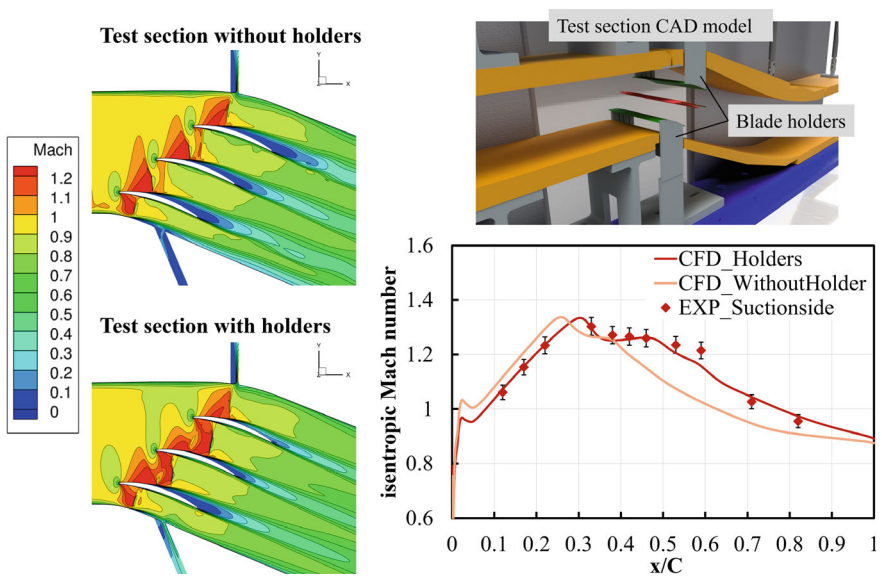 Test section without holders
Y
Z
X
Mach
1.2
1.1
1
0.9
0.8
0.7
0.6
0.5
0.4
0.3
0.2
0.1
0
Test section with holders
Y
Z
X
Test section CAD model
Blade holders
isentropic Mach number
1.6
1.4
1.2
1
0.8
0.6
CFD_Holders
CFD_WithoutHolder
EXP_Suctionside
0 0.1 0.2 0.3 0.4 0.5 0.6 0.7 0.8 0.9 1
x/C